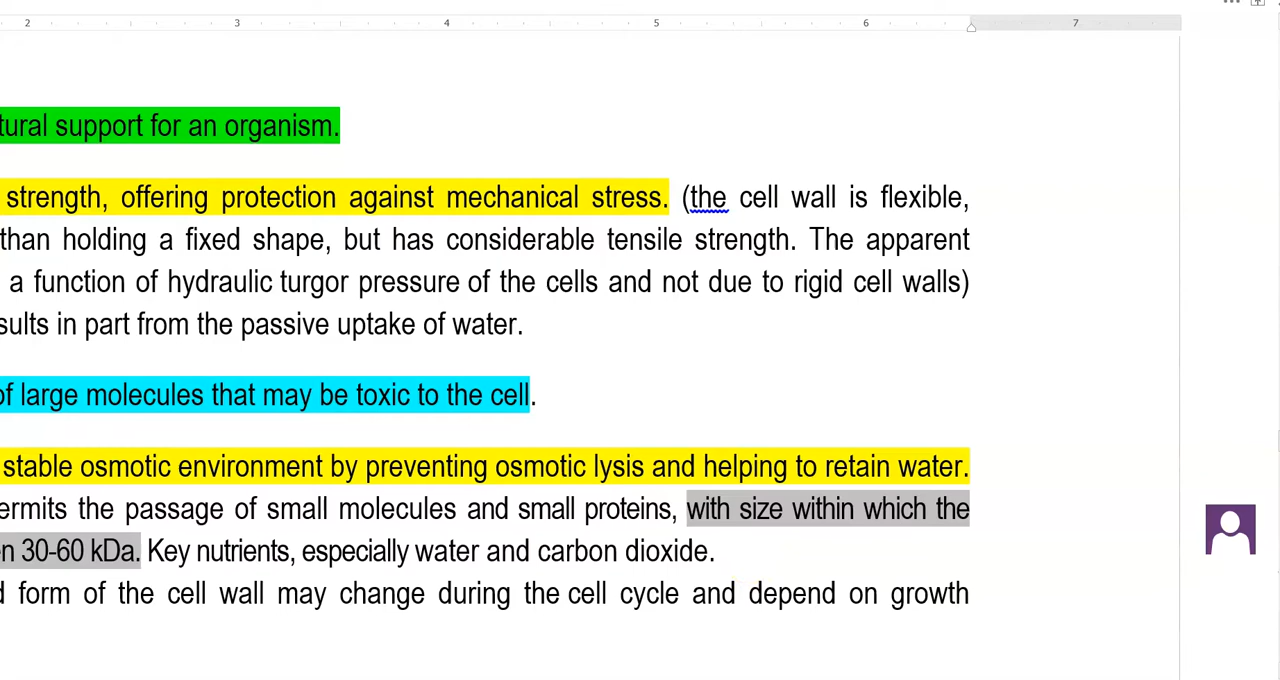 2 3 4 5 6 7
tural support for an organism.
strength, offering protection against mechanical stress. (the cell wall is flexible,
than holding a fixed shape, but has considerable tensile strength. The apparent
a function of hydraulic turgor pressure of the cells and not due to rigid cell walls)
sults in part from the passive uptake of water.
of large molecules that may be toxic to the cell.
stable osmotic environment by preventing osmotic lysis and helping to retain water.
ermits the passage of small molecules and small proteins, with size within which the
en 30-60 kDa. Key nutrients, especially water and carbon dioxide.
d form of the cell wall may change during the cell cycle and depend on growth